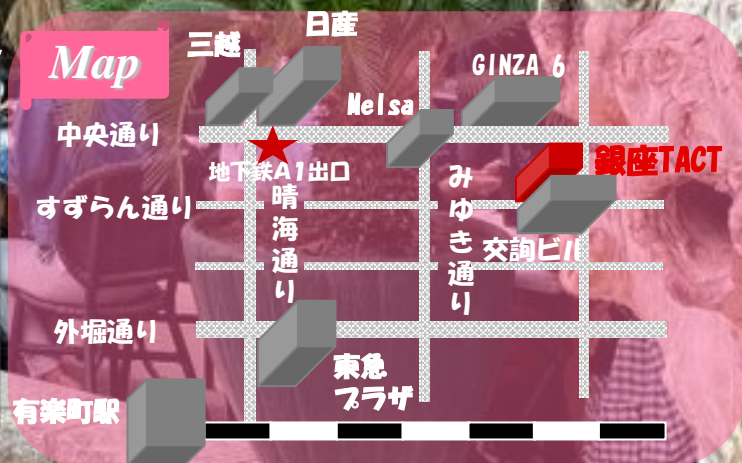 Map
三越
日産
Melsa
GINZA 6
中央通り
銀座TACT
地下鉄A1出口
すずらん通り
晴海通り
みゆき通り
交詢ビル
外堀通り
東急
プラザ
有楽町駅